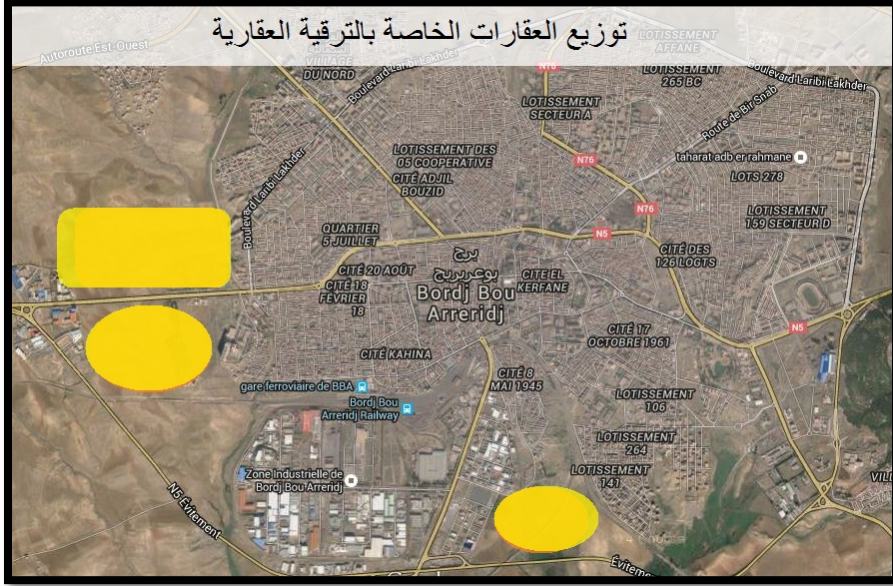 توزيع العقارات الخاصة بالترقية العقارية
Autoroute Est-Ouest
VILLAGE
DU NORD
Boulevard Laribi Lakhder
N76
LOTISSEMENT
AFFANE
LOTISSEMENT
265 BC
Boulevard Laribi Lakhder
LOTISSEMENT
SECTEUR A
Route de Bir Snab
LOTISSEMENT DES
05 COOPERATIVE
CITÉ ADJIL
BOUZID
N76
taharat adb er rahmane
LOTS 278
Boulevard Laribi Lakhder
QUARTIER
5 JUILLET
N76
N5
LOTISSEMENT
159 SECTEUR D
CITÉ DES
126 LOGTS
برج
بوعريريج
Bordj Bou
Arreridj
CITÉ 20 AOÛT
CITÉ 18
FÉVRIER
18
CITE EL
KERFANE
CITÉ 17
OCTOBRE 1961
N5
CITÉ KAHINA
CITÉ 8
MAI 1945
gare ferroviaire de BBA
Bordj Bou
Arreridj Railway
LOTISSEMENT
106
LOTISSEMENT
264
LOTISSEMENT
141
Zone Industrielle de
Bordj Bou Arreridj
VILL
N5 Évitement
Éviteme